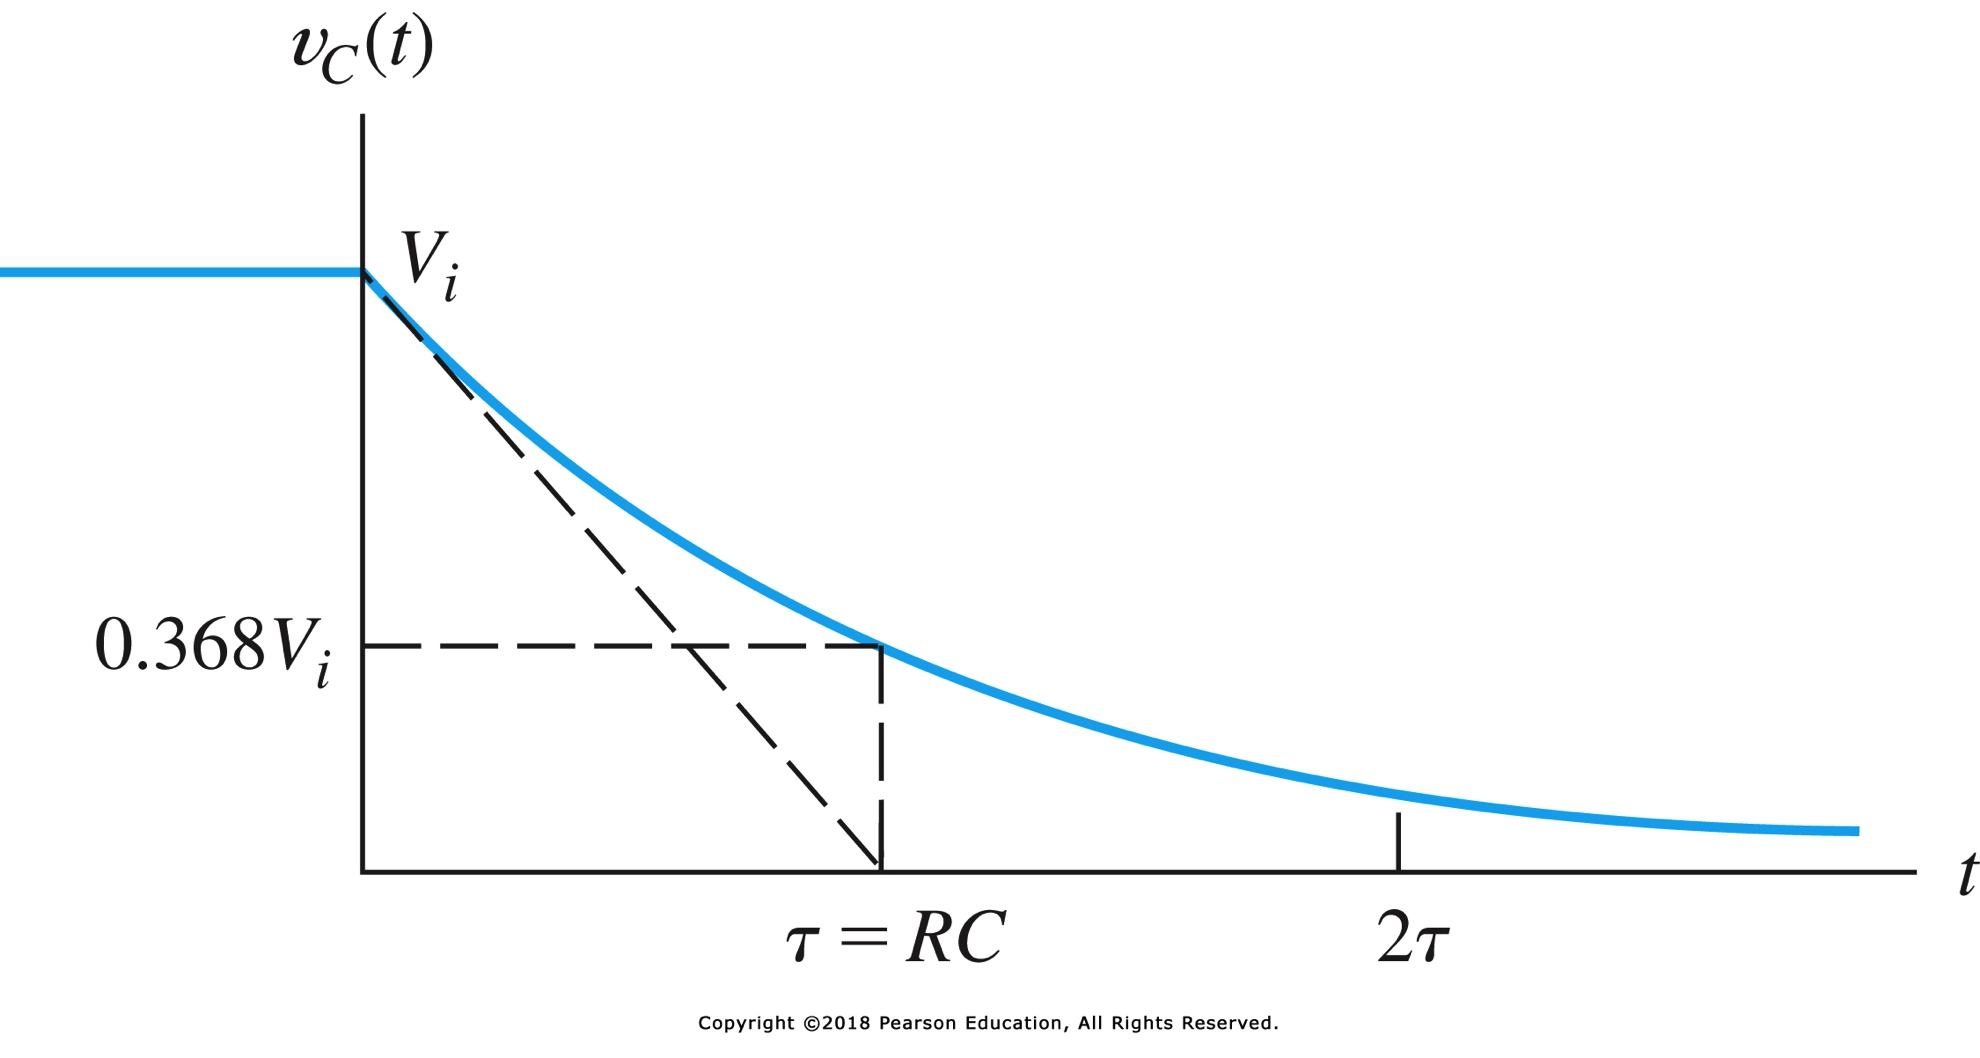 v_C(t)
V_i
0.368V_i
t
τ = RC
2τ
Copyright ©2018 Pearson Education, All Rights Reserved.